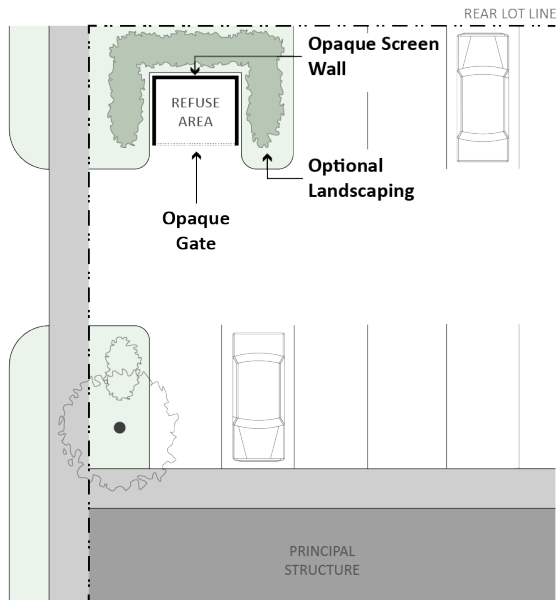 REAR LOT LINE
Opaque Screen
Wall
REFUSE
AREA
Optional
Landscaping
Opaque
Gate
PRINCIPAL
STRUCTURE